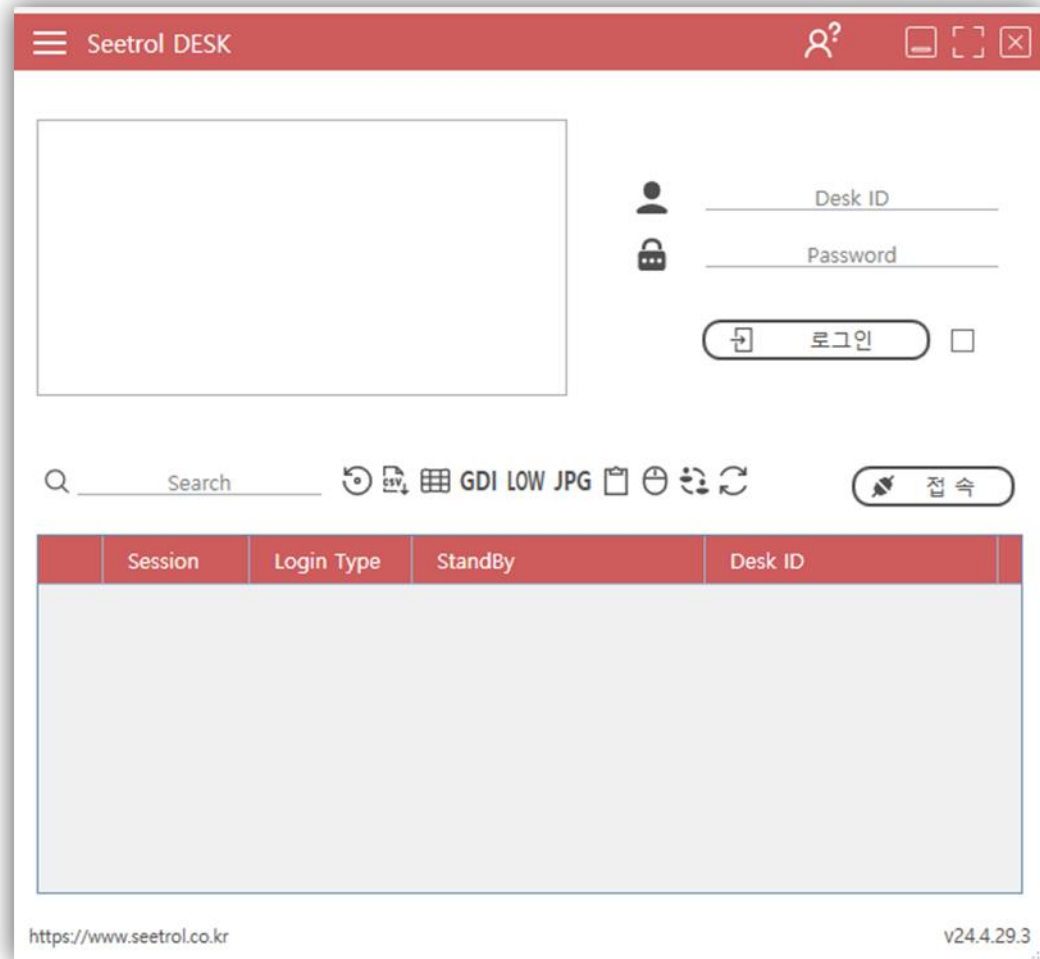 Seetrol DESK
Desk ID
Password
로그인
Search
CSV GDI LOW JPG
접 속
Session Login Type StandBy Desk ID
https://www.seetrol.co.kr v24.4.29.3